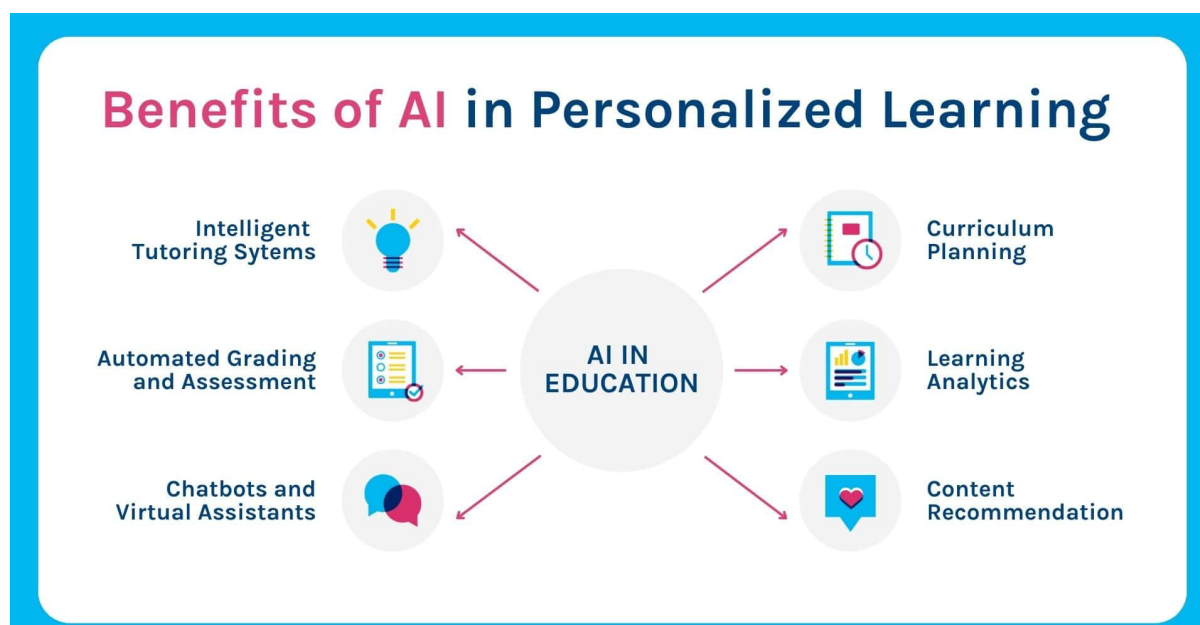 Benefits of AI in Personalized Learning
Intelligent
Tutoring Sytems
Automated Grading
and Assessment
Chatbots and
Virtual Assistants
AI IN
EDUCATION
Curriculum
Planning
Learning
Analytics
Content
Recommendation